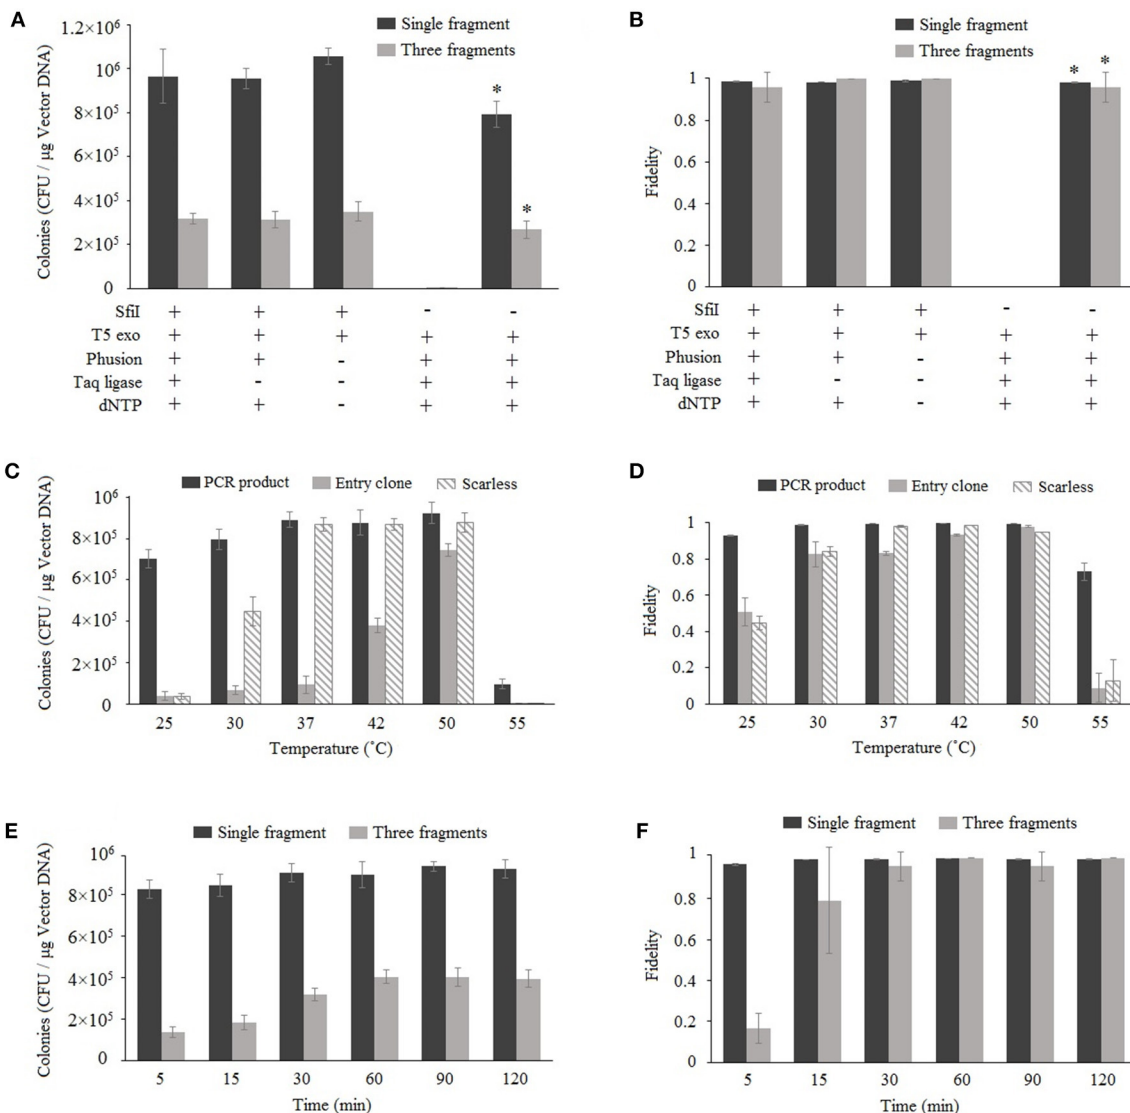 A
Colonies (CFU / µg Vector DNA)
1.2×10⁶
10⁶
8×10⁵
6×10⁵
4×10⁵
2×10⁵
0
Single fragment
Three fragments
*
*
SfiI + + + - -
T5 exo + + + + +
Phusion + + - + +
Taq ligase + - - + +
dNTP + + - + +
B
Fidelity
1
0.8
0.6
0.4
0.2
0
Single fragment
Three fragments
* *
SfiI + + + - -
T5 exo + + + + +
Phusion + + - + +
Taq ligase + - - + +
dNTP + + - + +
C
Colonies (CFU / µg Vector DNA)
PCR product Entry clone Scarless
10⁶
8×10⁵
6×10⁵
4×10⁵
2×10⁵
0
25 30 37 42 50 55
Temperature (˚C)
D
Fidelity
PCR product Entry clone Scarless
1
0.8
0.6
0.4
0.2
0
25 30 37 42 50 55
Temperature (˚C)
E
Colonies (CFU / µg Vector DNA)
Single fragment Three fragments
10⁶
8×10⁵
6×10⁵
4×10⁵
2×10⁵
0
5 15 30 60 90 120
Time (min)
F
Fidelity
Single fragment Three fragments
1
0.8
0.6
0.4
0.2
0
5 15 30 60 90 120
Time (min)